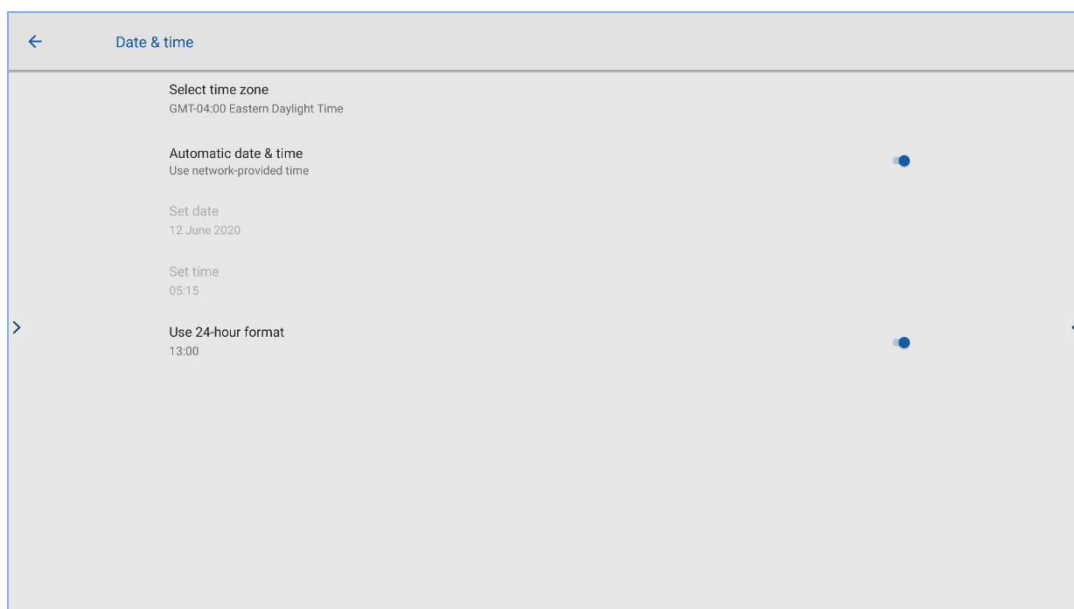 Date & time
Select time zone
GMT-04:00 Eastern Daylight Time
Automatic date & time
Use network-provided time
Set date
12 June 2020
Set time
05:15
Use 24-hour format
13:00